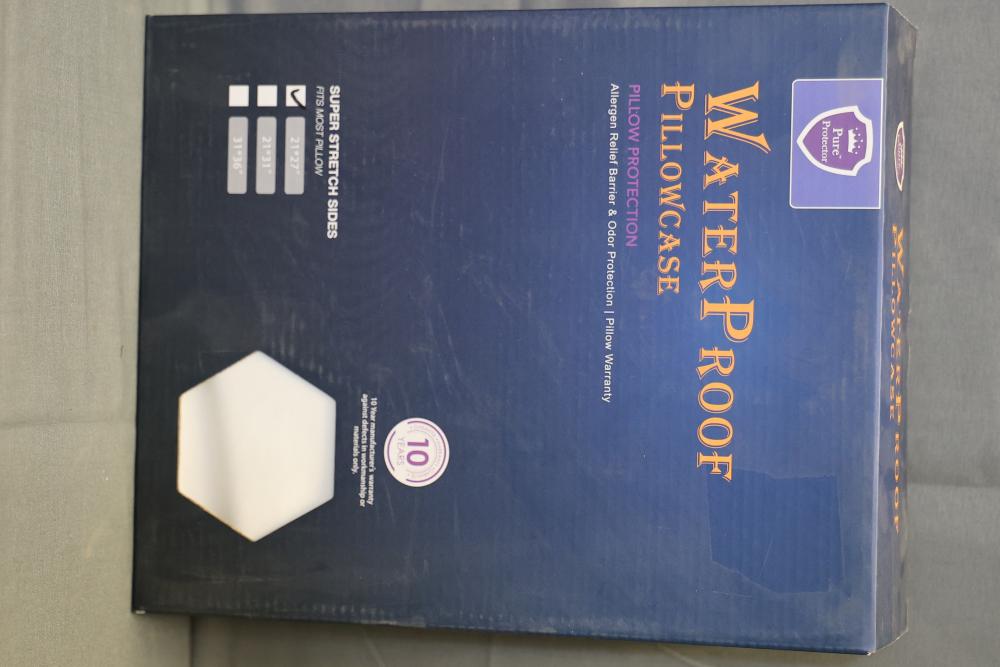 Pure™
Protector
WATERPROOF
PILLOWCASE
PILLOW PROTECTION
Allergen Relief Barrier & Odor Protection | Pillow Warranty
10
YEARS
10 Year manufacturer's warranty
against defects in workmanship or
materials only.
SUPER STRETCH SIDES
FITS MOST PILLOW
21*27"
21*31"
31*36"
WATERPROOF
PILLOWCASE